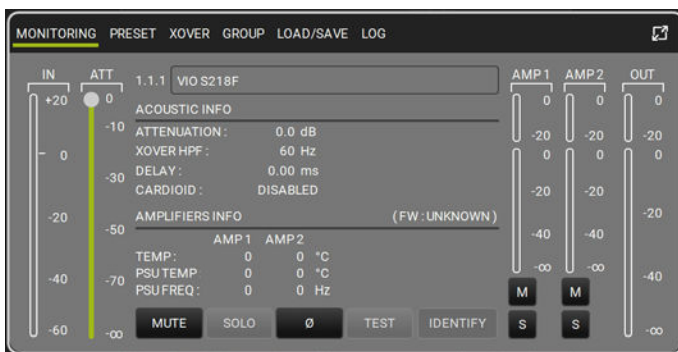 MONITORING PRESET XOVER GROUP LOAD/SAVE LOG
IN ATT 1.1.1 VIO S218F AMP 1 AMP 2 OUT
+20 0 0 0 0
ACOUSTIC INFO
-10 ATTENUATION : 0.0 dB -20 -20 -20
0 XOVER HPF : 60 Hz 0 0 0
-30 DELAY : 0.00 ms
CARDIOID : DISABLED -20 -20
-20 AMPLIFIERS INFO ( FW : UNKNOWN ) -20
-50 AMP 1 AMP 2 -40 -40
TEMP : 0 0 °C
-40 -70 PSU TEMP 0 0 °C -∞ -∞ -40
PSU FREQ : 0 0 Hz M M
-60 -∞ MUTE SOLO Ø TEST IDENTIFY S S -∞